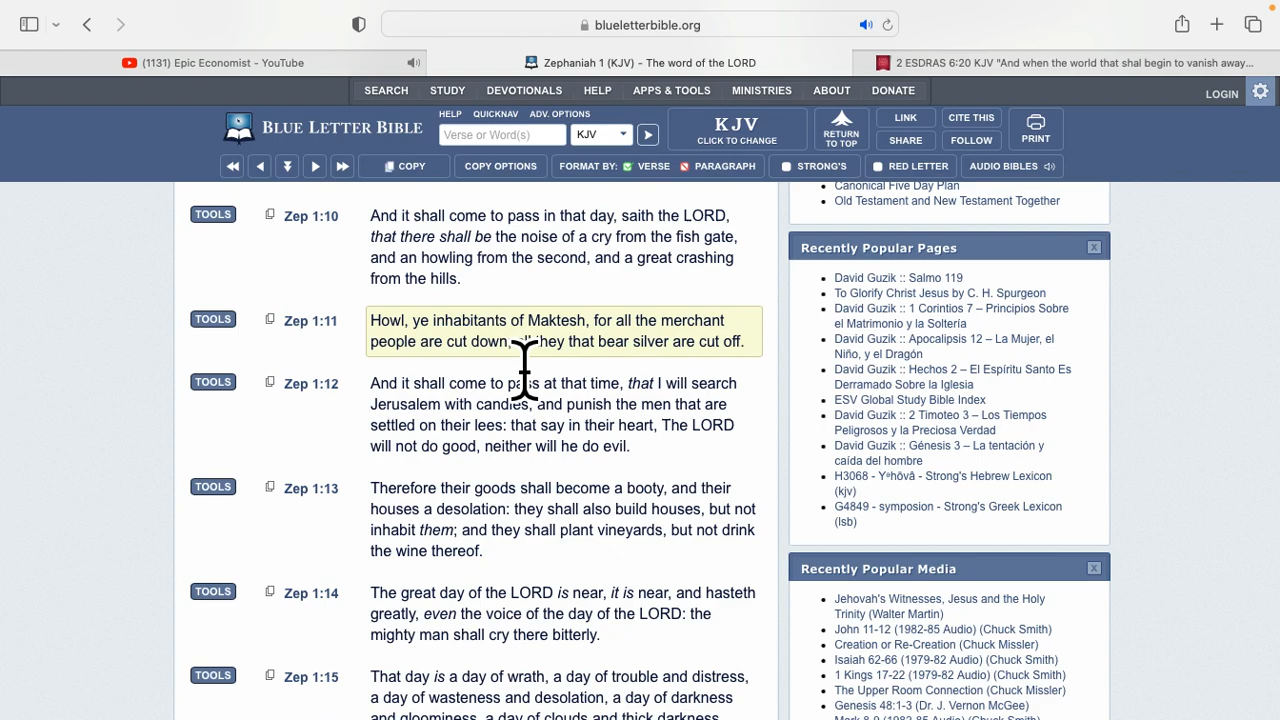 blueletterbible.org
(1131) Epic Economist - YouTube
Zephaniah 1 (KJV) - The word of the LORD
2 ESDRAS 6:20 KJV "And when the world that shal begin to vanish away...
SEARCH STUDY DEVOTIONALS HELP APPS & TOOLS MINISTRIES ABOUT DONATE
LOGIN
BLUE LETTER BIBLE
HELP QUICKNAV ADV. OPTIONS
Verse or Word(s)
KJV
KJV
CLICK TO CHANGE
RETURN
TO TOP
LINK
CITE THIS
SHARE
FOLLOW
PRINT
COPY COPY OPTIONS FORMAT BY: VERSE PARAGRAPH STRONG'S RED LETTER AUDIO BIBLES
TOOLS Zep 1:10 And it shall come to pass in that day, saith the LORD,
that there shall be the noise of a cry from the fish gate,
and an howling from the second, and a great crashing
from the hills.
TOOLS Zep 1:11 Howl, ye inhabitants of Maktesh, for all the merchant
people are cut down, all they that bear silver are cut off.
TOOLS Zep 1:12 And it shall come to pass at that time, that I will search
Jerusalem with candles, and punish the men that are
settled on their lees: that say in their heart, The LORD
will not do good, neither will he do evil.
TOOLS Zep 1:13 Therefore their goods shall become a booty, and their
houses a desolation: they shall also build houses, but not
inhabit them; and they shall plant vineyards, but not drink
the wine thereof.
TOOLS Zep 1:14 The great day of the LORD is near, it is near, and hasteth
greatly, even the voice of the day of the LORD: the
mighty man shall cry there bitterly.
TOOLS Zep 1:15 That day is a day of wrath, a day of trouble and distress,
a day of wasteness and desolation, a day of darkness
and gloominess, a day of clouds and thick darkness,
Canonical Five Day Plan
Old Testament and New Testament Together
Recently Popular Pages
David Guzik :: Salmo 119
To Glorify Christ Jesus by C. H. Spurgeon
David Guzik :: 1 Corintios 7 – Principios Sobre
el Matrimonio y la Soltería
David Guzik :: Apocalipsis 12 – La Mujer, el
Niño, y el Dragón
David Guzik :: Hechos 2 – El Espíritu Santo Es
Derramado Sobre la Iglesia
ESV Global Study Bible Index
David Guzik :: 2 Timoteo 3 – Los Tiempos
Peligrosos y la Preciosa Verdad
David Guzik :: Génesis 3 – La tentación y
caída del hombre
H3068 - Yᵊhōvâ - Strong's Hebrew Lexicon
(kjv)
G4849 - symposion - Strong's Greek Lexicon
(lsb)
Recently Popular Media
Jehovah's Witnesses, Jesus and the Holy
Trinity (Walter Martin)
John 11-12 (1982-85 Audio) (Chuck Smith)
Creation or Re-Creation (Chuck Missler)
Isaiah 62-66 (1979-82 Audio) (Chuck Smith)
1 Kings 17-22 (1979-82 Audio) (Chuck Smith)
The Upper Room Connection (Chuck Missler)
Genesis 48:1-3 (Dr. J. Vernon McGee)
Mark 8-9 (1982-85 Audio) (Chuck Smith)